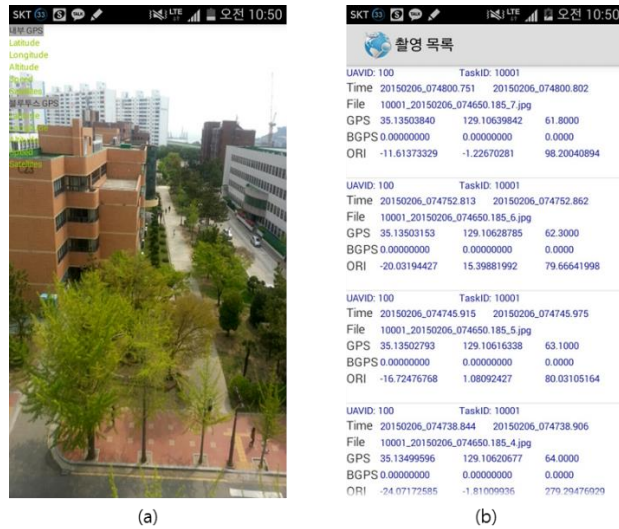 SKT 33 LTE 오전 10:50
내부 GPS
Latitude
Longitude
Altitude
Speed
Satellites
블루투스 GPS
Speed
Satellites
(a)
SKT 33 LTE 오전 10:50
촬영 목록
UAVID: 100 TaskID: 10001
Time 20150206_074800.751 20150206_074800.802
File 10001_20150206_074650.185_7.jpg
GPS 35.13503840 129.10639842 61.8000
BGPS 0.00000000 0.00000000 0.0000
ORI -11.61373329 -1.22670281 98.20040894
UAVID: 100 TaskID: 10001
Time 20150206_074752.813 20150206_074752.862
File 10001_20150206_074650.185_6.jpg
GPS 35.13503153 129.10628785 62.3000
BGPS 0.00000000 0.00000000 0.0000
ORI -20.03194427 15.39881992 79.66641998
UAVID: 100 TaskID: 10001
Time 20150206_074745.915 20150206_074745.975
File 10001_20150206_074650.185_5.jpg
GPS 35.13502793 129.10616338 63.1000
BGPS 0.00000000 0.00000000 0.0000
ORI -16.72476768 1.08092427 80.03105164
UAVID: 100 TaskID: 10001
Time 20150206_074738.844 20150206_074738.906
File 10001_20150206_074650.185_4.jpg
GPS 35.13499596 129.10620677 64.0000
BGPS 0.00000000 0.00000000 0.0000
ORI -24.07172585 -1.81009936 279.29476929
(b)